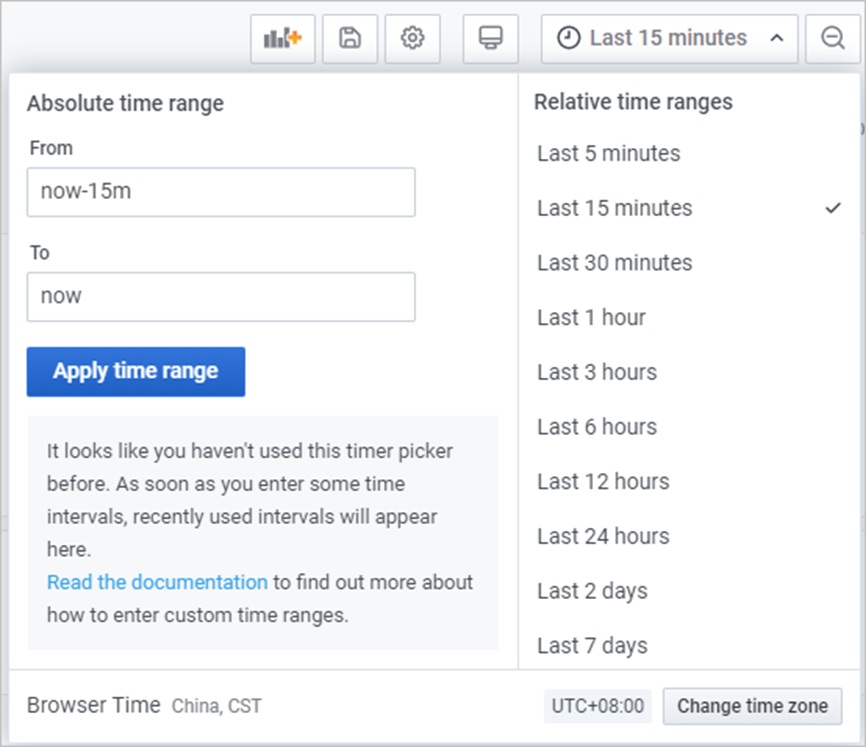 Last 15 minutes
Absolute time range
From
now-15m
To
now
Apply time range
It looks like you haven't used this timer picker
before. As soon as you enter some time
intervals, recently used intervals will appear
here.
Read the documentation to find out more about
how to enter custom time ranges.
Relative time ranges
Last 5 minutes
Last 15 minutes
Last 30 minutes
Last 1 hour
Last 3 hours
Last 6 hours
Last 12 hours
Last 24 hours
Last 2 days
Last 7 days
Browser Time China, CST
UTC+08:00
Change time zone